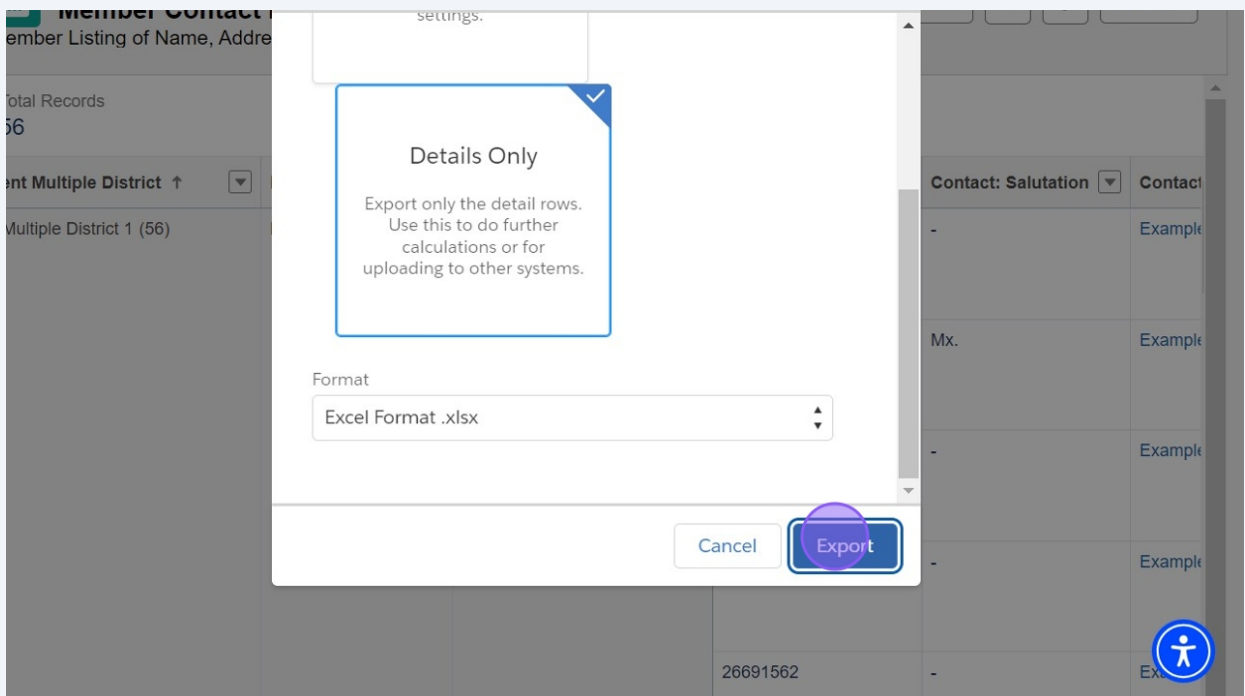 Member Contact
ember Listing of Name, Addre
settings.
Total Records
56
Details Only
Export only the detail rows.
Use this to do further
calculations or for
uploading to other systems.
ent Multiple District ↑
Contact: Salutation
Contact
Multiple District 1 (56)
-
Example
Mx.
Example
Format
Excel Format .xlsx
-
Example
Cancel
Export
-
Example
26691562
-
Ex